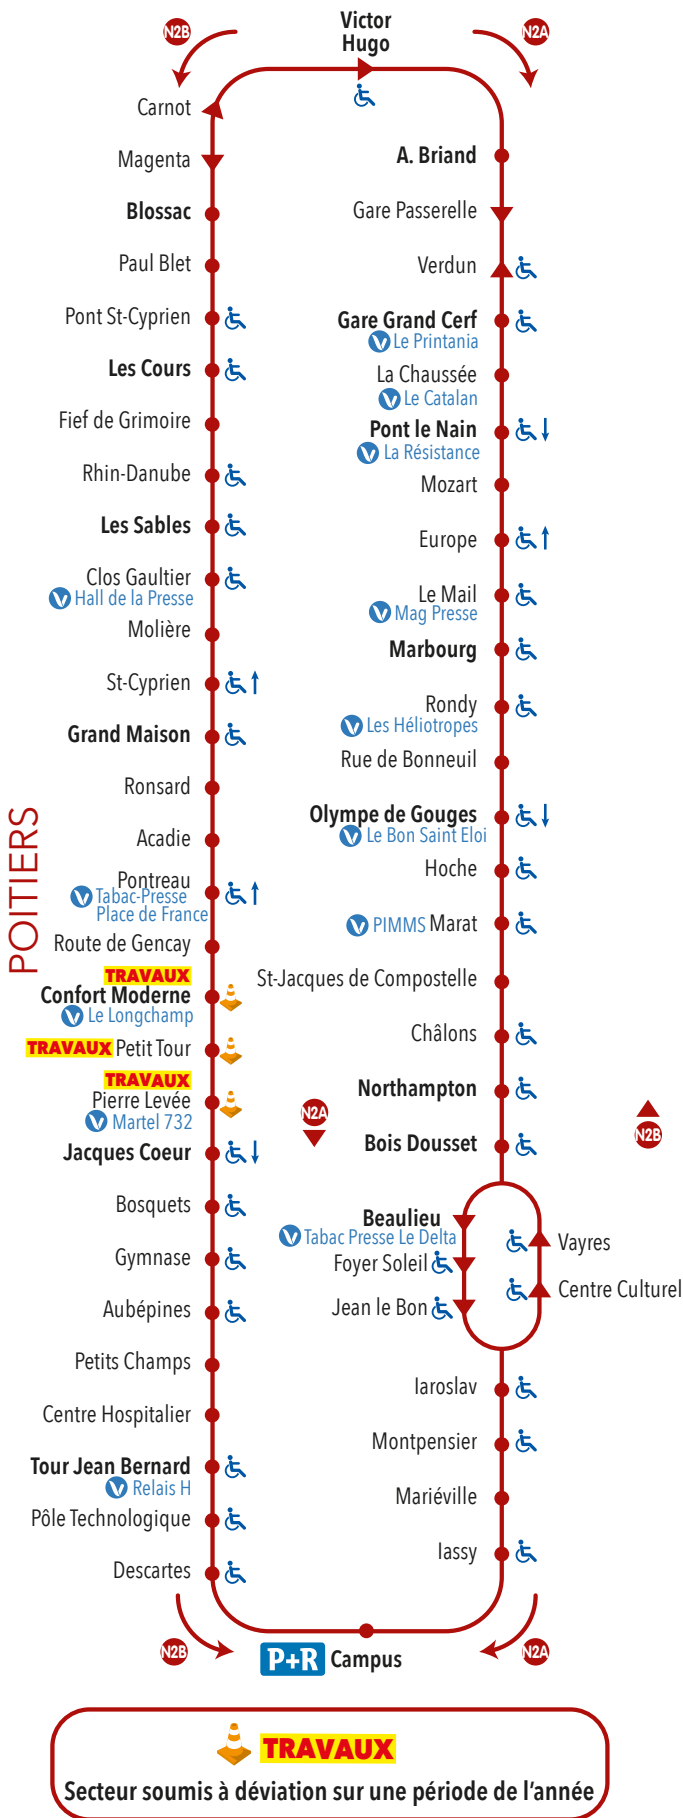 N2B
Victor
Hugo
N2A
Carnot
Magenta
Blossac
Paul Blet
Pont St-Cyprien
Les Cours
Fief de Grimoire
Rhin-Danube
Les Sables
Clos Gaultier
Hall de la Presse
Molière
St-Cyprien
Grand Maison
Ronsard
Acadie
Pontreau
Tabac-Presse
Place de France
Route de Gencay
TRAVAUX
Confort Moderne
Le Longchamp
TRAVAUX Petit Tour
TRAVAUX
Pierre Levée
Martel 732
Jacques Coeur
Bosquets
Gymnase
Aubépines
Petits Champs
Centre Hospitalier
Tour Jean Bernard
Relais H
Pôle Technologique
Descartes
POITIERS
A. Briand
Gare Passerelle
Verdun
Gare Grand Cerf
Le Printania
La Chaussée
Le Catalan
Pont le Nain
La Résistance
Mozart
Europe
Le Mail
Mag Presse
Marbourg
Rondy
Les Héliotropes
Rue de Bonneuil
Olympe de Gouges
Le Bon Saint Eloi
Hoche
PIMMS Marat
St-Jacques de Compostelle
Châlons
Northampton
N2A
N2B
Bois Dousset
Beaulieu
Tabac Presse Le Delta
Foyer Soleil
Jean le Bon
Vayres
Centre Culturel
Iaroslav
Montpensier
Mariéville
Iassy
N2B
P+R Campus
N2A
TRAVAUX
Secteur soumis à déviation sur une période de l'année